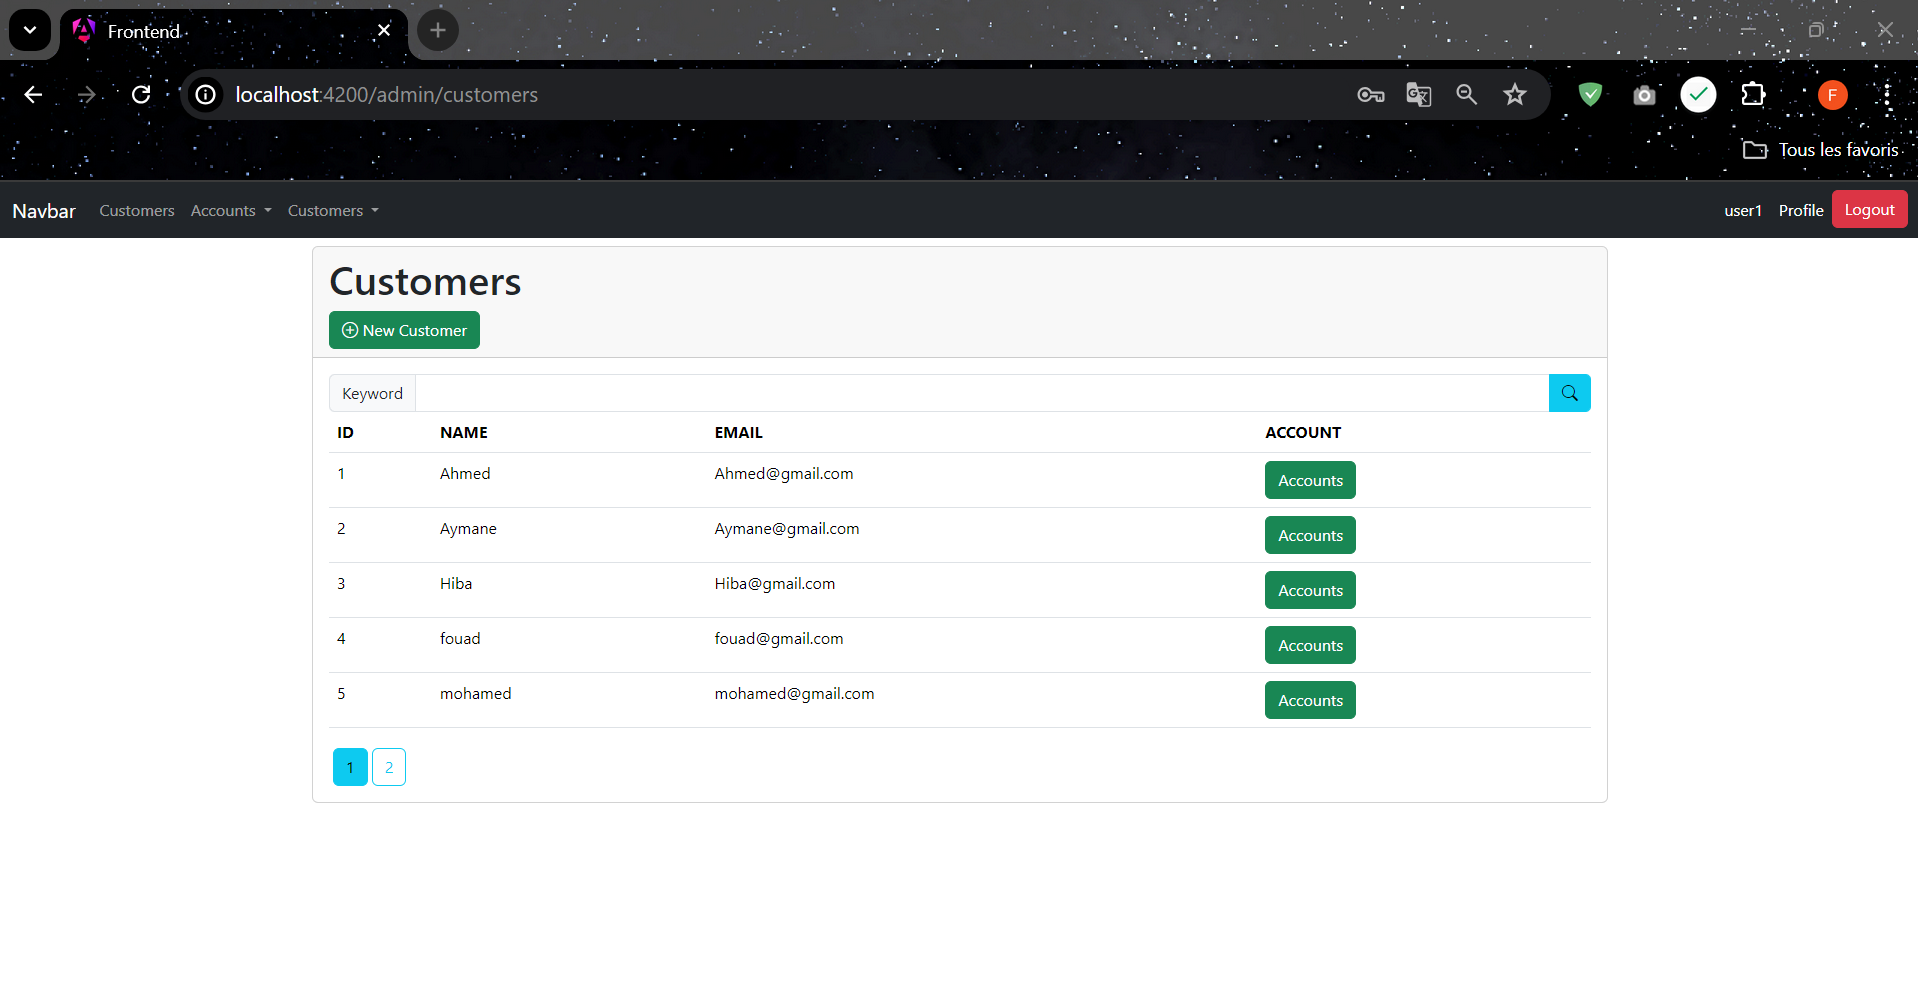 Frontend
localhost:4200/admin/customers
F
Tous les favoris
Navbar Customers Accounts Customers user1 Profile Logout
Customers
New Customer
Keyword
ID NAME EMAIL ACCOUNT
1 Ahmed Ahmed@gmail.com Accounts
2 Aymane Aymane@gmail.com Accounts
3 Hiba Hiba@gmail.com Accounts
4 fouad fouad@gmail.com Accounts
5 mohamed mohamed@gmail.com Accounts
1 2